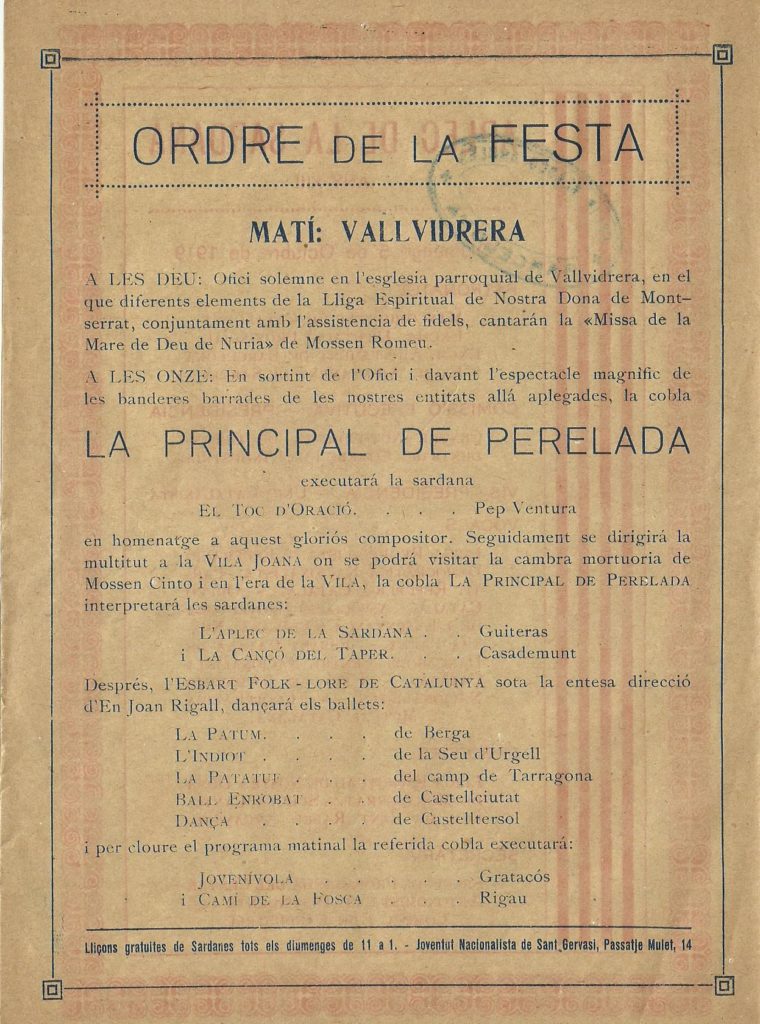 ORDRE DE LA FESTA
MATÍ: VALLVIDRERA
A LES DEU: Ofici solemne en l'esglesia parroquial de Vallvidrera, en el
que diferents elements de la Lliga Espiritual de Nostra Dona de Mont-
serrat, conjuntament amb l'assistencia de fidels, cantarán la «Missa de la
Mare de Deu de Nuria» de Mossen Romeu.
A LES ONZE: En sortint de l'Ofici i davant l'espectacle magnífic de
les banderes barrades de les nostres entitats allá aplegades, la cobla
LA PRINCIPAL DE PERELADA
executará la sardana
EL TOC D'ORACIÓ. . . . Pep Ventura
en homenatge a aquest gloriós compositor. Seguidament se dirigirá la
multitut a la VILA JOANA on se podrá visitar la cambra mortuoria de
Mossen Cinto i en l'era de la VILA, la cobla LA PRINCIPAL DE PERELADA
interpretará les sardanes:
L'APLEC DE LA SARDANA . . Guiteras
i LA CANÇÓ DEL TAPER. . . Casademunt
Després, l'ESBART FOLK-LORE DE CATALUNYA sota la entesa direcció
d'En Joan Rigall, dançará els ballets:
LA PATUM. . . . de Berga
L'INDIOT . . . . de la Seu d'Urgell
LA PATATUF . . . del camp de Tarragona
BALL ENROBAT . . de Castellciutat
DANÇA . . . . de Castelltersol
i per cloure el programa matinal la referida cobla executará:
JOVENÍVOLA . . . . . Gratacós
i CAMÍ DE LA FOSCA . . . Rigau
Lliçons gratuites de Sardanes tots els diumenges de 11 a 1. - Joventut Nacionalista de Sant Gervasi, Passatje Mulet, 14